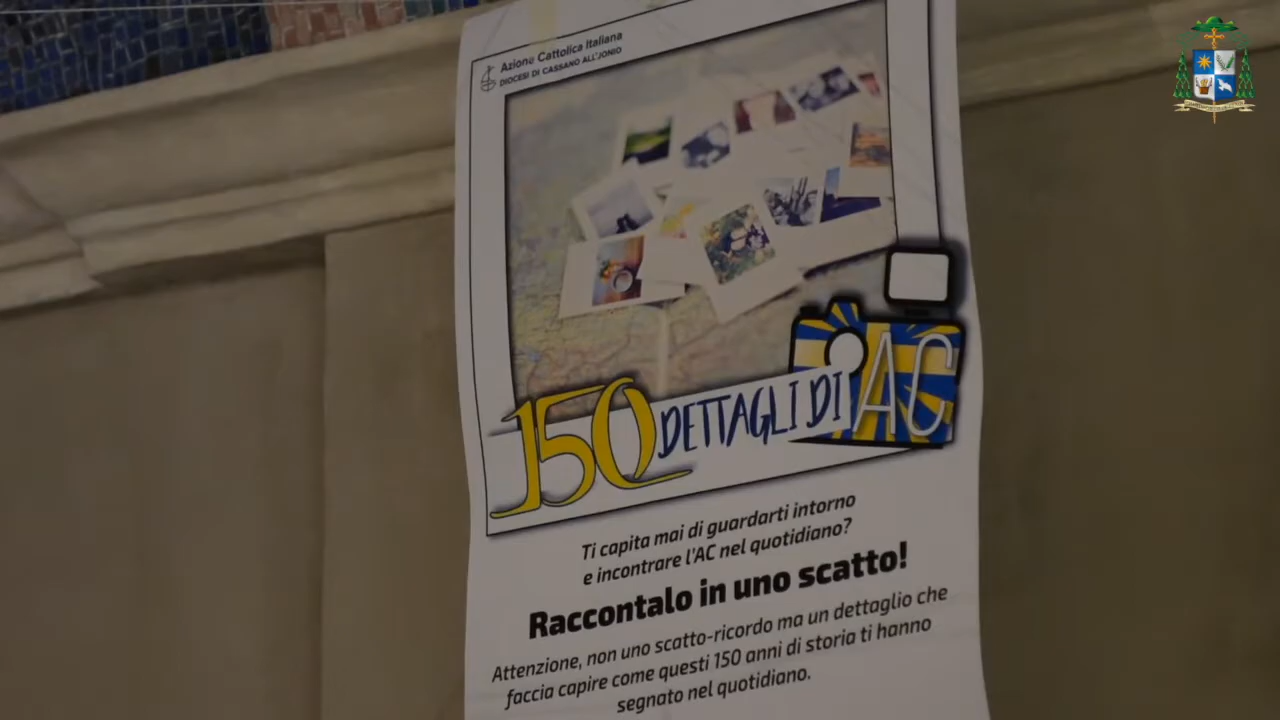 Azione Cattolica Italiana
DIOCESI DI CASSANO ALL'JONIO
150 DETTAGLI DI AC
Ti capita mai di guardarti intorno
e incontrare l'AC nel quotidiano?
Raccontalo in uno scatto!
Attenzione, non uno scatto-ricordo ma un dettaglio che
faccia capire come questi 150 anni di storia ti hanno
segnato nel quotidiano.